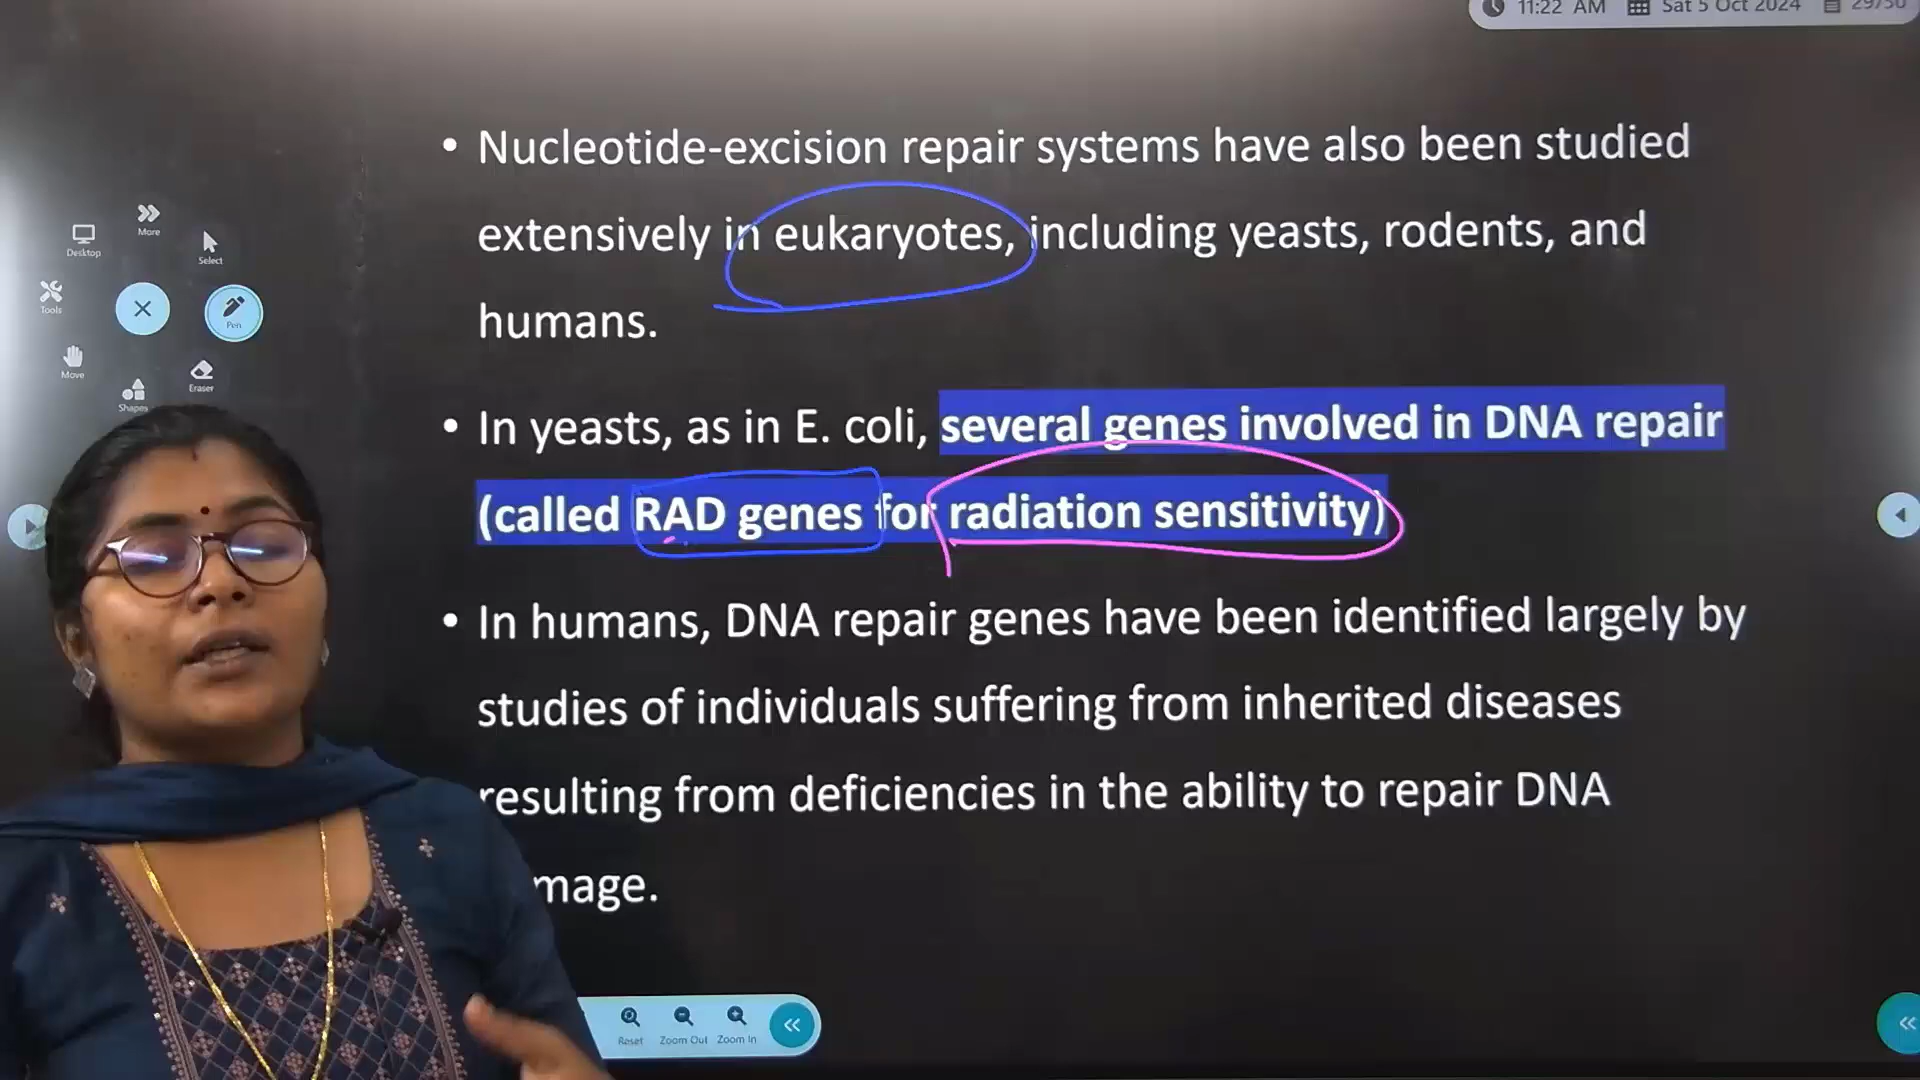 11:22 AM Sat 5 Oct 2024 29/50
• Nucleotide-excision repair systems have also been studied
extensively in eukaryotes, including yeasts, rodents, and
humans.
• In yeasts, as in E. coli, several genes involved in DNA repair
(called RAD genes for radiation sensitivity)
• In humans, DNA repair genes have been identified largely by
studies of individuals suffering from inherited diseases
resulting from deficiencies in the ability to repair DNA
mage.
More
Desktop
Select
Tools
Pen
Move
Eraser
Shapes
Reset Zoom Out Zoom In